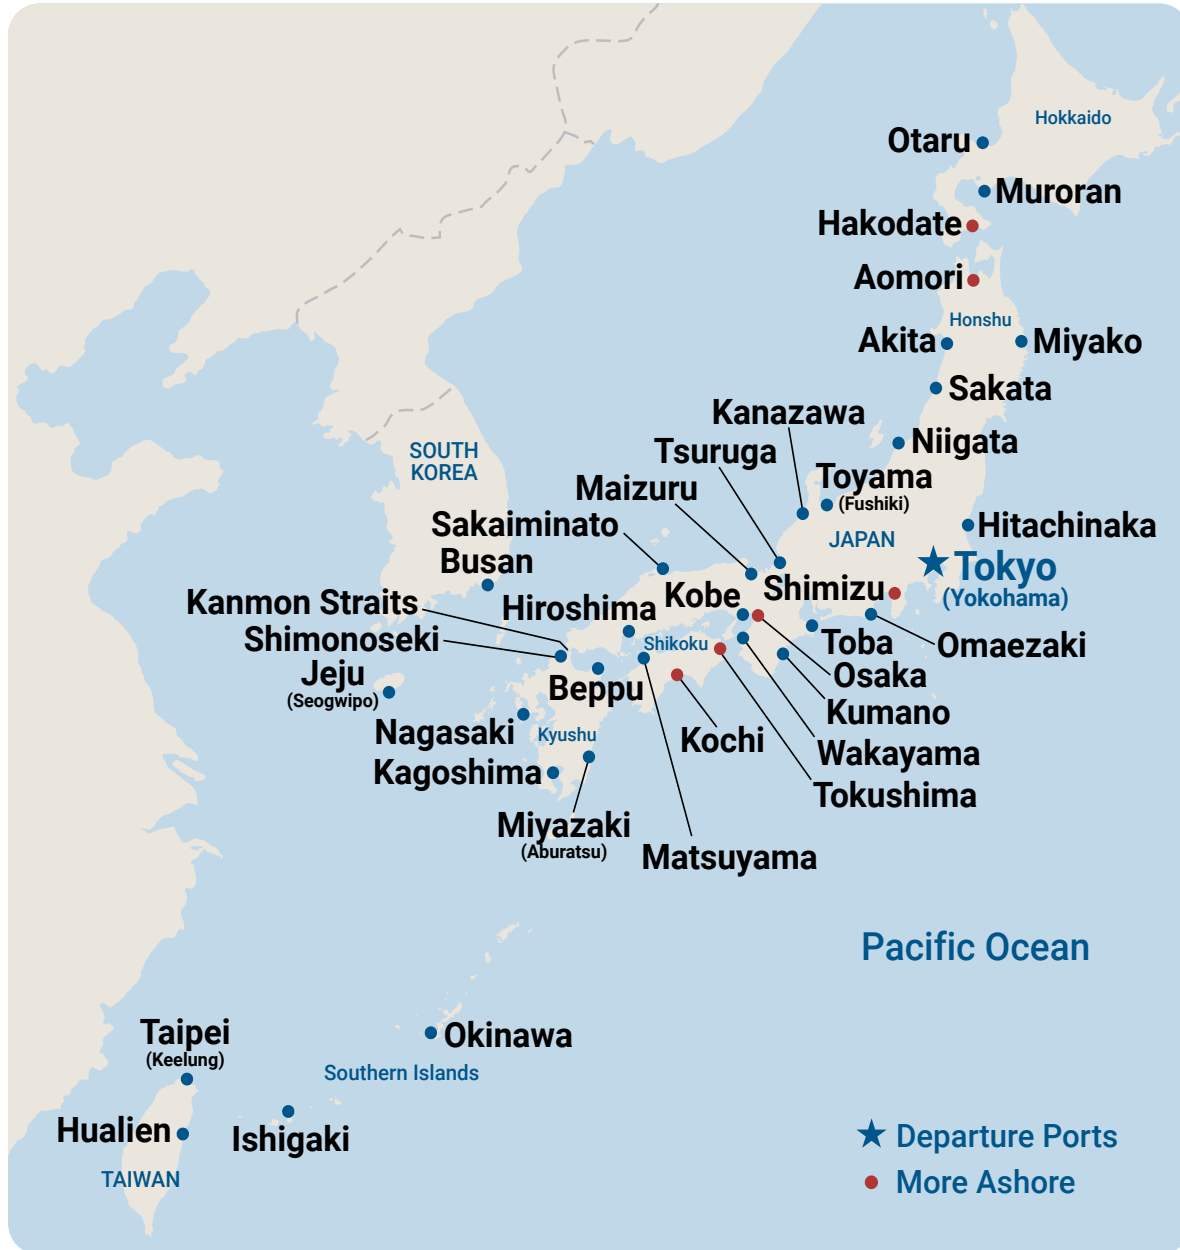 Hokkaido
Otaru
Muroran
Hakodate
Aomori
Honshu
Akita
Miyako
Sakata
Kanazawa
Niigata
Tsuruga
SOUTH
KOREA
Toyama
(Fushiki)
Maizuru
Sakaiminato
Hitachinaka
JAPAN
Busan
Tokyo
(Yokohama)
Kobe
Shimizu
Kanmon Straits
Hiroshima
Shimonoseki
Shikoku
Toba
Omaezaki
Jeju
(Seogwipo)
Beppu
Osaka
Kumano
Nagasaki
Kyushu
Kochi
Wakayama
Kagoshima
Tokushima
Miyazaki
(Aburatsu)
Matsuyama
Pacific Ocean
Taipei
(Keelung)
Okinawa
Southern Islands
Hualien
Ishigaki
TAIWAN
Departure Ports
More Ashore